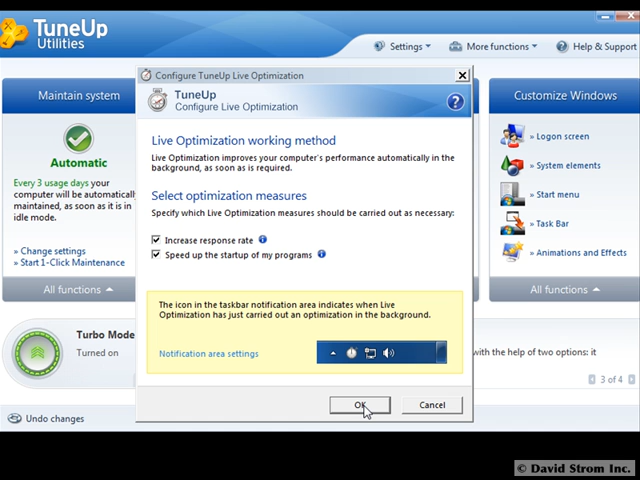 TuneUp
Utilities
Settings
More functions
Help & Support
Configure TuneUp Live Optimization
TuneUp
Configure Live Optimization
Maintain system
Automatic
Every 3 usage days your
computer will be automatically
maintained, as soon as it is in
idle mode.
» Change settings
» Start 1-Click Maintenance
All functions
Live Optimization working method
Live Optimization improves your computer's performance automatically in the
background, as soon as is required.
Select optimization measures
Specify which Live Optimization measures should be carried out as necessary:
Increase response rate
Speed up the startup of my programs
The icon in the taskbar notification area indicates when Live
Optimization has just carried out an optimization in the background.
Notification area settings
OK
Cancel
Customize Windows
» Logon screen
» System elements
» Start menu
» Task Bar
» Animations and Effects
All functions
Turbo Mode
Turned on
with the help of two options: it
3 of 4
Undo changes
© David Strom Inc.